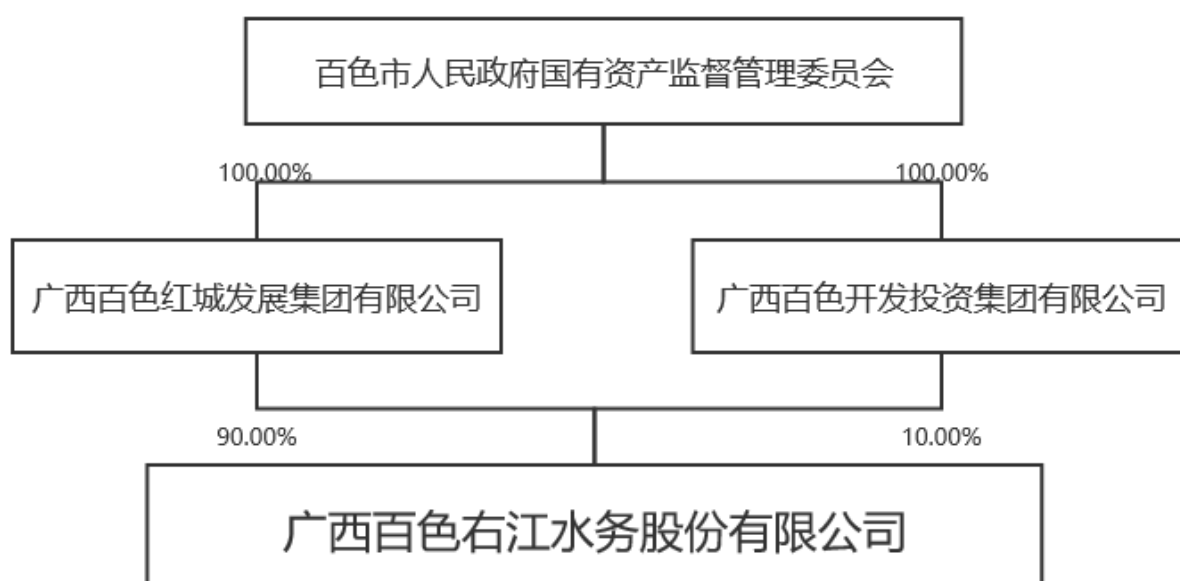 百色市人民政府国有资产监督管理委员会
100.00%
100.00%
广西百色红城发展集团有限公司
广西百色开发投资集团有限公司
90.00%
10.00%
广西百色右江水务股份有限公司